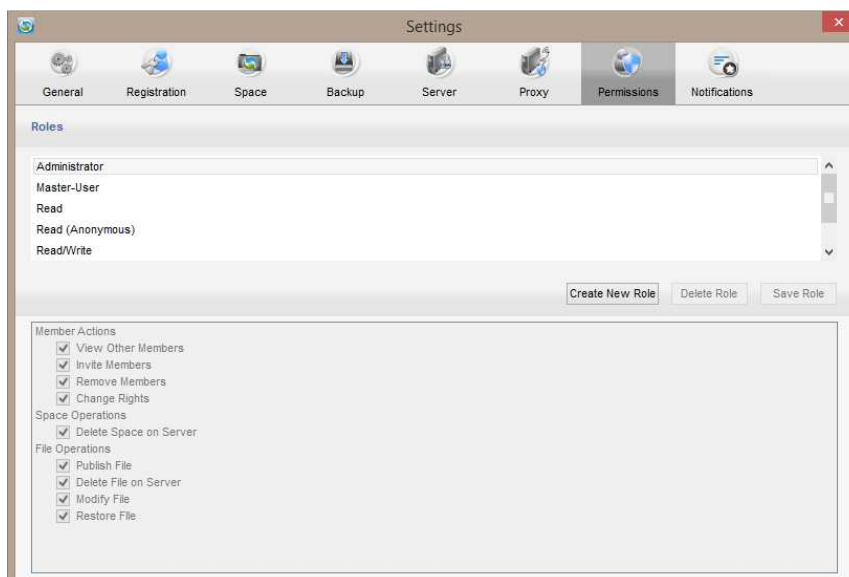 Settings
General Registration Space Backup Server Proxy Permissions Notifications
Roles
Administrator
Master-User
Read
Read (Anonymous)
Read/Write
Create New Role Delete Role Save Role
Member Actions
View Other Members
Invite Members
Remove Members
Change Rights
Space Operations
Delete Space on Server
File Operations
Publish File
Delete File on Server
Modify File
Restore File